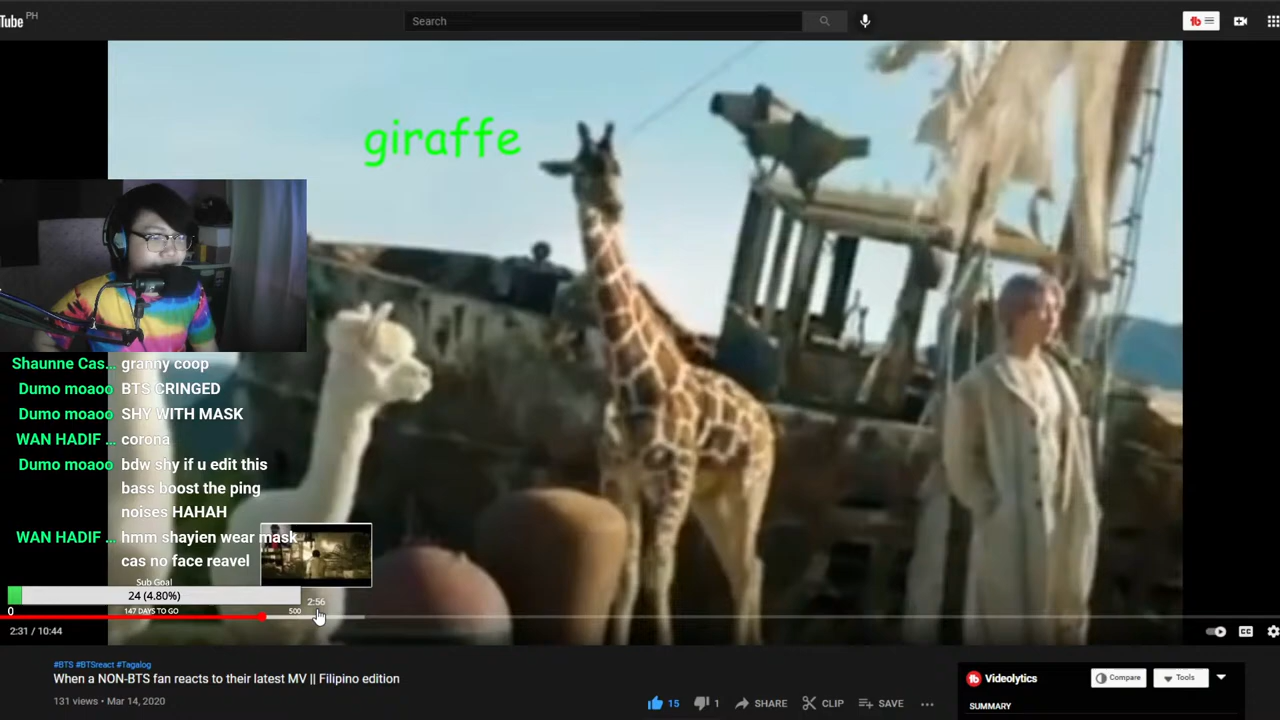 Tube PH
Search
giraffe
Shaunne Cas... granny coop
Dumo moaoo BTS CRINGED
Dumo moaoo SHY WITH MASK
WAN HADIF ... corona
Dumo moaoo bdw shy if u edit this
bass boost the ping
noises HAHAH
WAN HADIF ... hmm shayien wear mask
cas no face reavel
Sub Goal
24 (4.80%)
0 147 DAYS TO GO 500
2:56
2:31 / 10:44
CC
#BTS #BTSreact #Tagalog
When a NON-BTS fan reacts to their latest MV || Filipino edition
131 views • Mar 14, 2020
15 1 SHARE CLIP SAVE
tb Videolytics Compare Tools
SUMMARY